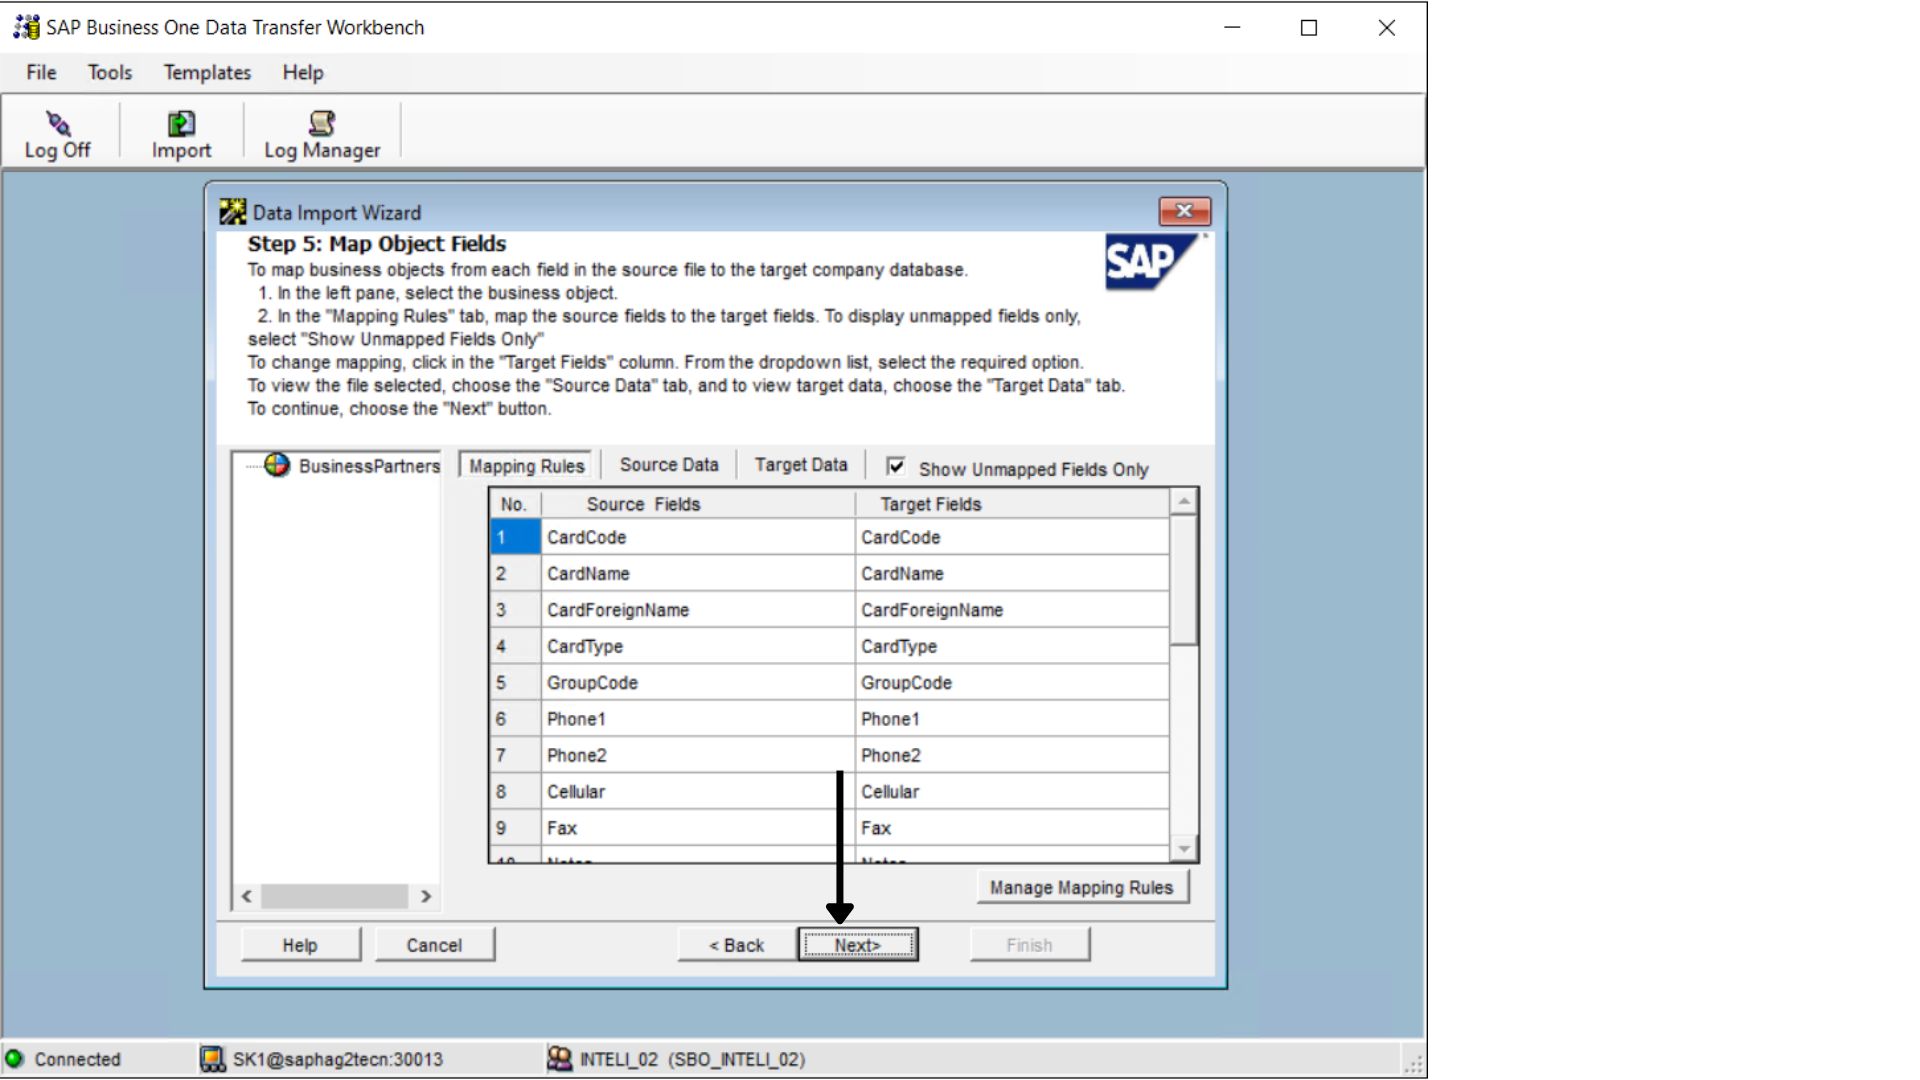 SAP Business One Data Transfer Workbench
File Tools Templates Help
Log Off Import Log Manager
Data Import Wizard
Step 5: Map Object Fields
SAP
To map business objects from each field in the source file to the target company database.
1. In the left pane, select the business object.
2. In the "Mapping Rules" tab, map the source fields to the target fields. To display unmapped fields only,
select "Show Unmapped Fields Only"
To change mapping, click in the "Target Fields" column. From the dropdown list, select the required option.
To view the file selected, choose the "Source Data" tab, and to view target data, choose the "Target Data" tab.
To continue, choose the "Next" button.
BusinessPartners Mapping Rules Source Data Target Data Show Unmapped Fields Only
No. Source Fields Target Fields
1 CardCode CardCode
2 CardName CardName
3 CardForeignName CardForeignName
4 CardType CardType
5 GroupCode GroupCode
6 Phone1 Phone1
7 Phone2 Phone2
8 Cellular Cellular
9 Fax Fax
10 Notes Notes
Manage Mapping Rules
Help Cancel < Back Next> Finish
Connected SK1@saphag2tecn:30013 INTELI_02 (SBO_INTELI_02)